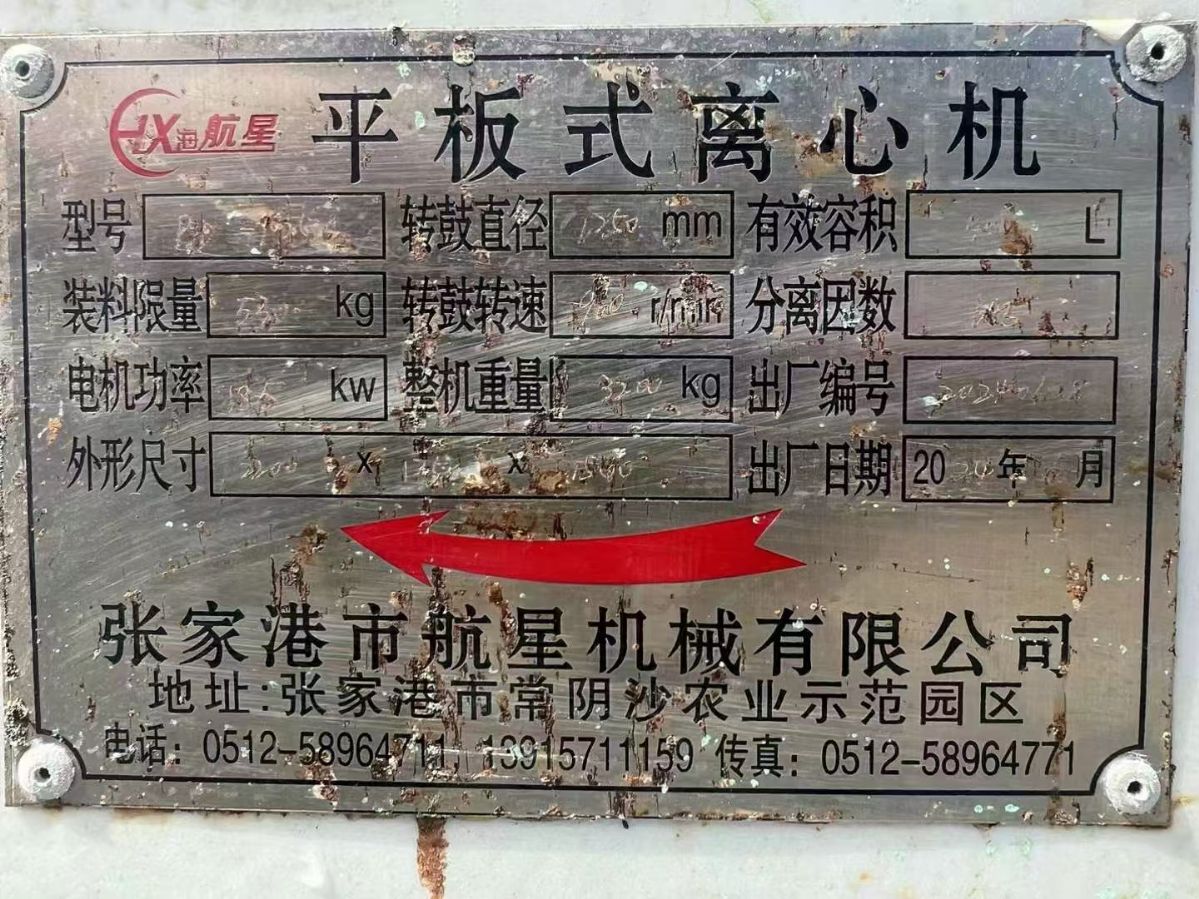 HX海航星 平板式离心机
型号 转鼓直径 1250 mm 有效容积 L
装料限量 kg 转鼓转速 r/min 分离因数
电机功率 kw 整机重量 3200 kg 出厂编号
外形尺寸 x x 出厂日期 20 年 月
张家港市航星机械有限公司
地址:张家港市常阴沙农业示范园区
电话: 0512-58964711, 13915711159 传真: 0512-58964771